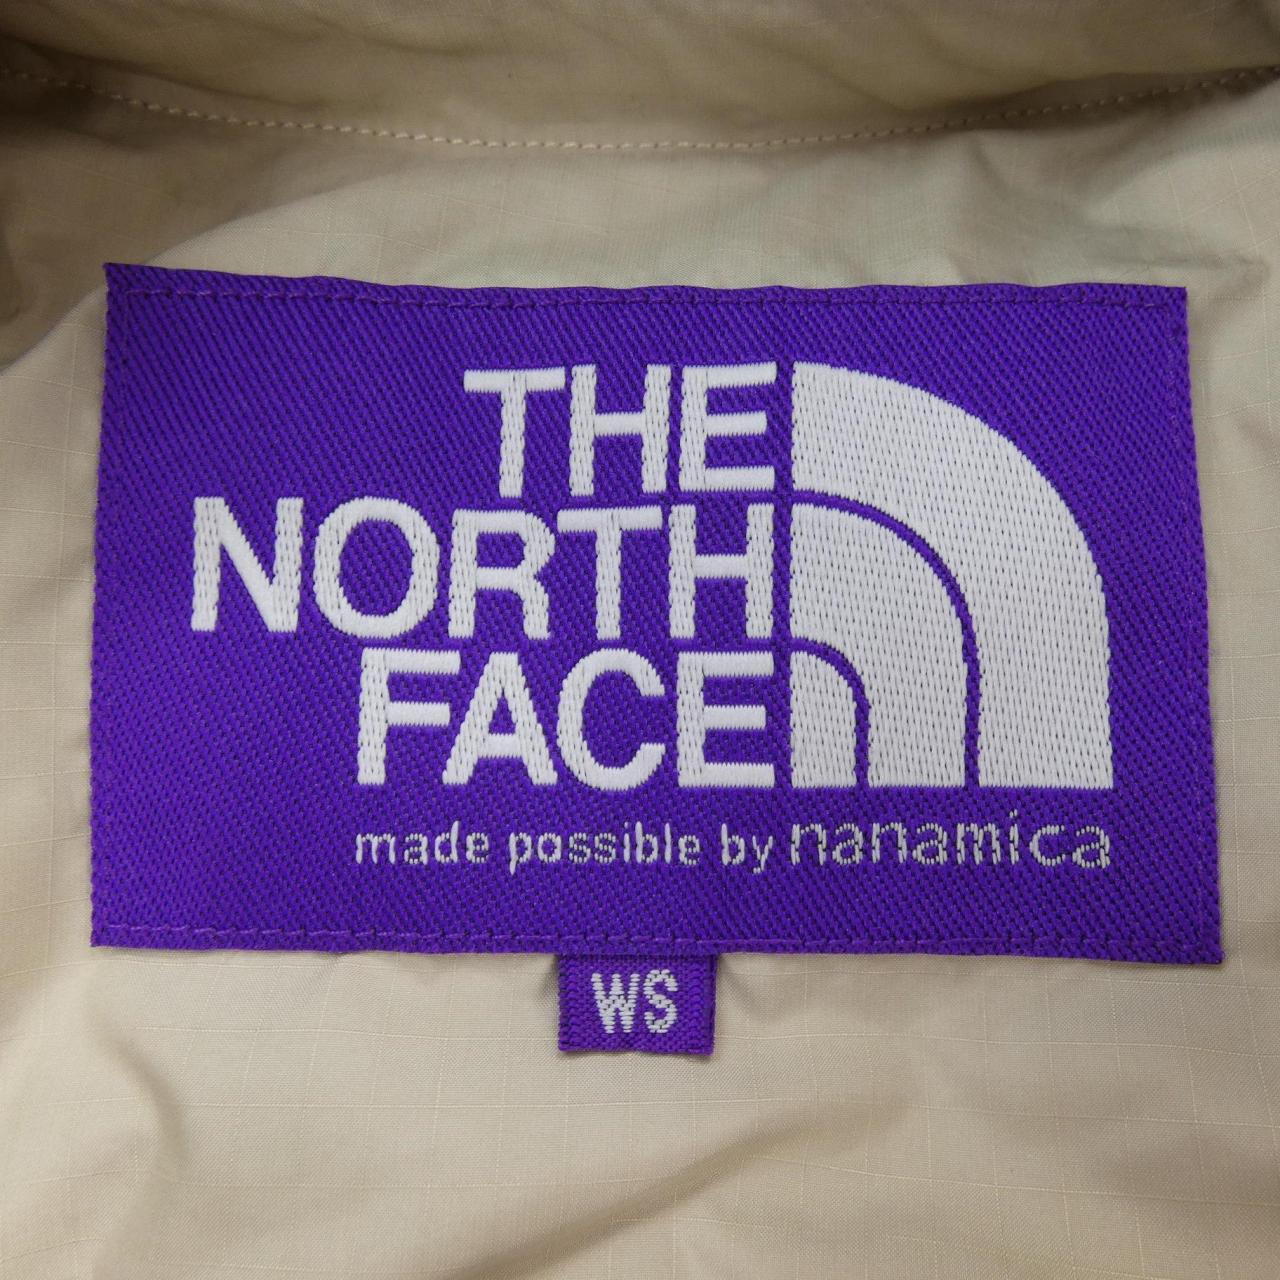 THE
NORTH
FACE
made possible by nanamica
WS